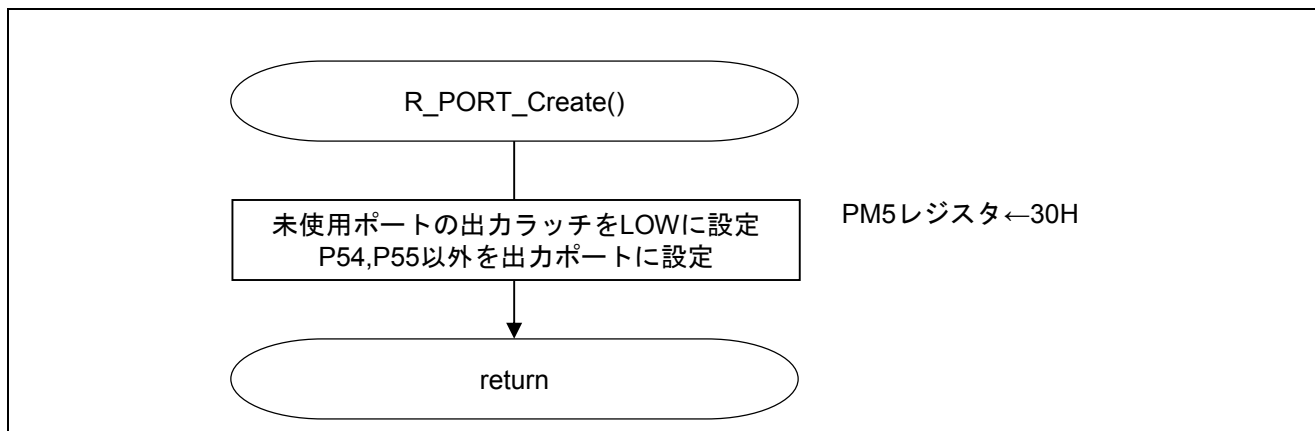 R_PORT_Create()
未使用ポートの出力ラッチをLOWに設定
P54,P55以外を出力ポートに設定
PM5レジスタ←30H
return